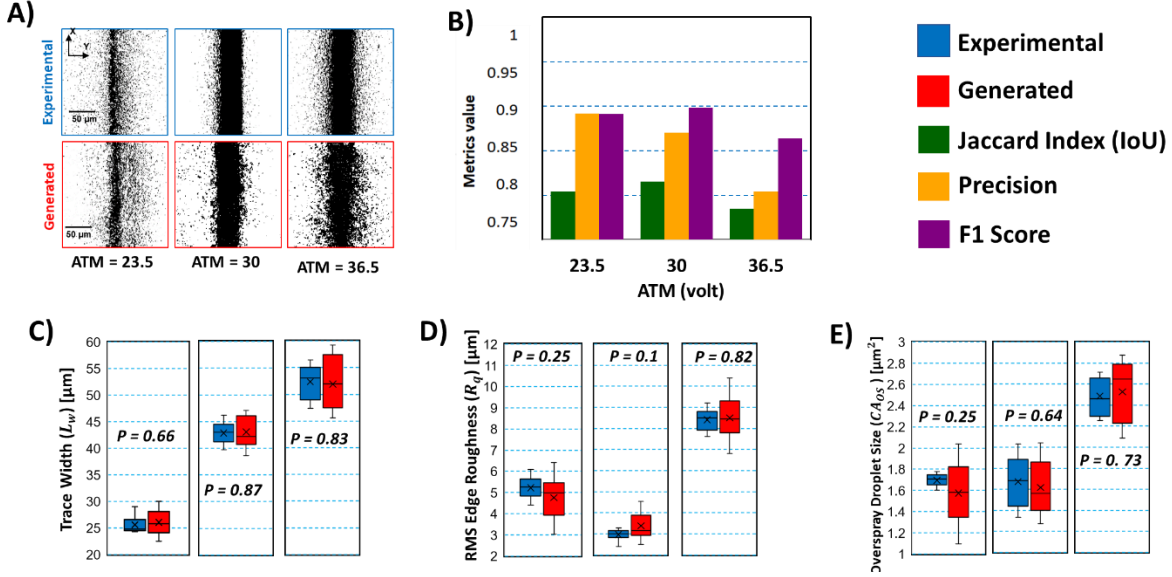 A)
X
Y
50 µm
Experimental
Generated
50 µm
ATM = 23.5
ATM = 30
ATM = 36.5
B)
Metrics value
1
0.95
0.9
0.85
0.8
0.75
23.5
30
36.5
ATM (volt)
Experimental
Generated
Jaccard Index (IoU)
Precision
F1 Score
C)
Trace Width (L_w) [µm]
60
55
50
45
40
35
30
25
20
P = 0.66
P = 0.87
P = 0.83
D)
RMS Edge Roughness (R_q) [µm]
12
11
10
9
8
7
6
5
4
3
2
P = 0.25
P = 0.1
P = 0.82
E)
Overspray Droplet Size (CA_OS ) [µm²]
3
2.8
2.6
2.4
2.2
2
1.8
1.6
1.4
1.2
1
P = 0.25
P = 0.64
P = 0. 73